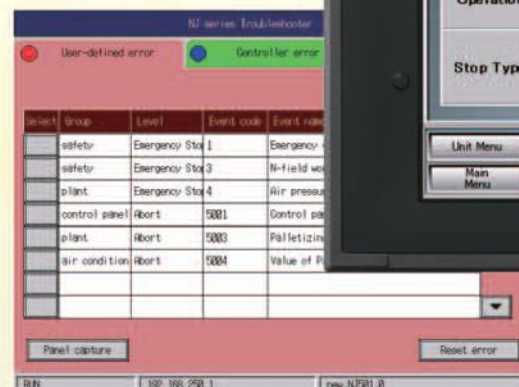 NJ series Troubleshooter
User-defined error
Controller error
Select Group Level Event code Event name
safety Emergency Sto 1 Emergency
safety Emergency Sto 3 N-field wo
plant Emergency Sto 4 Air pressu
control panel Abort 5001 Control pan
plant Abort 5003 Palletizin
air condition Abort 5004 Value of P
Panel capture
Reset error
RUN 192.168.250.1 new_NJ501_0
Operation
Stop Typ
Unit Menu
Main
Menu